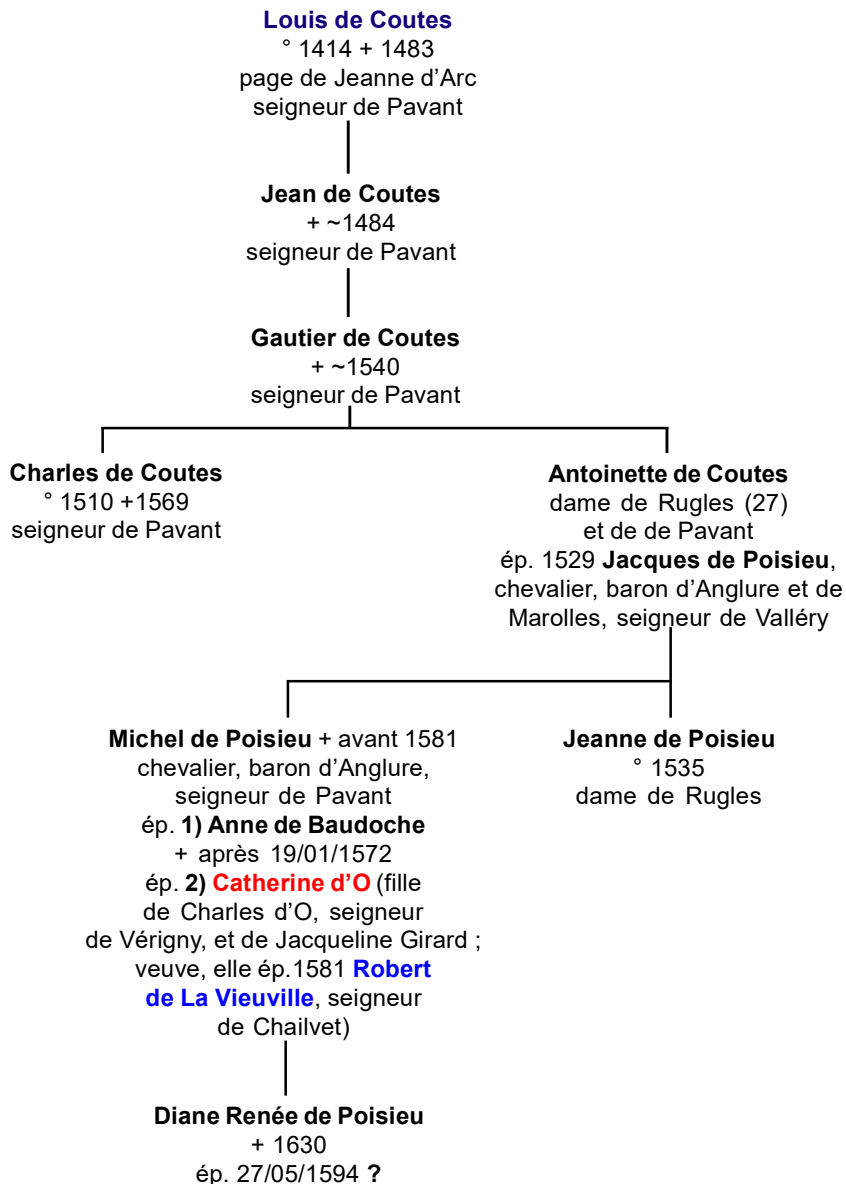 Louis de Coutes
° 1414 + 1483
page de Jeanne d’Arc
seigneur de Pavant
Jean de Coutes
+ ~1484
seigneur de Pavant
Gautier de Coutes
+ ~1540
seigneur de Pavant
Charles de Coutes
° 1510 +1569
seigneur de Pavant
Antoinette de Coutes
dame de Rugles (27)
et de de Pavant
ép. 1529 Jacques de Poisieu,
chevalier, baron d’Anglure et de
Marolles, seigneur de Valléry
Michel de Poisieu + avant 1581
chevalier, baron d’Anglure,
seigneur de Pavant
ép. 1) Anne de Baudoche
+ après 19/01/1572
ép. 2) Catherine d’O (fille
de Charles d’O, seigneur
de Vérigny, et de Jacqueline Girard ;
veuve, elle ép.1581 Robert
de La Vieuville, seigneur
de Chailvet)
Jeanne de Poisieu
° 1535
dame de Rugles
Diane Renée de Poisieu
+ 1630
ép. 27/05/1594 ?